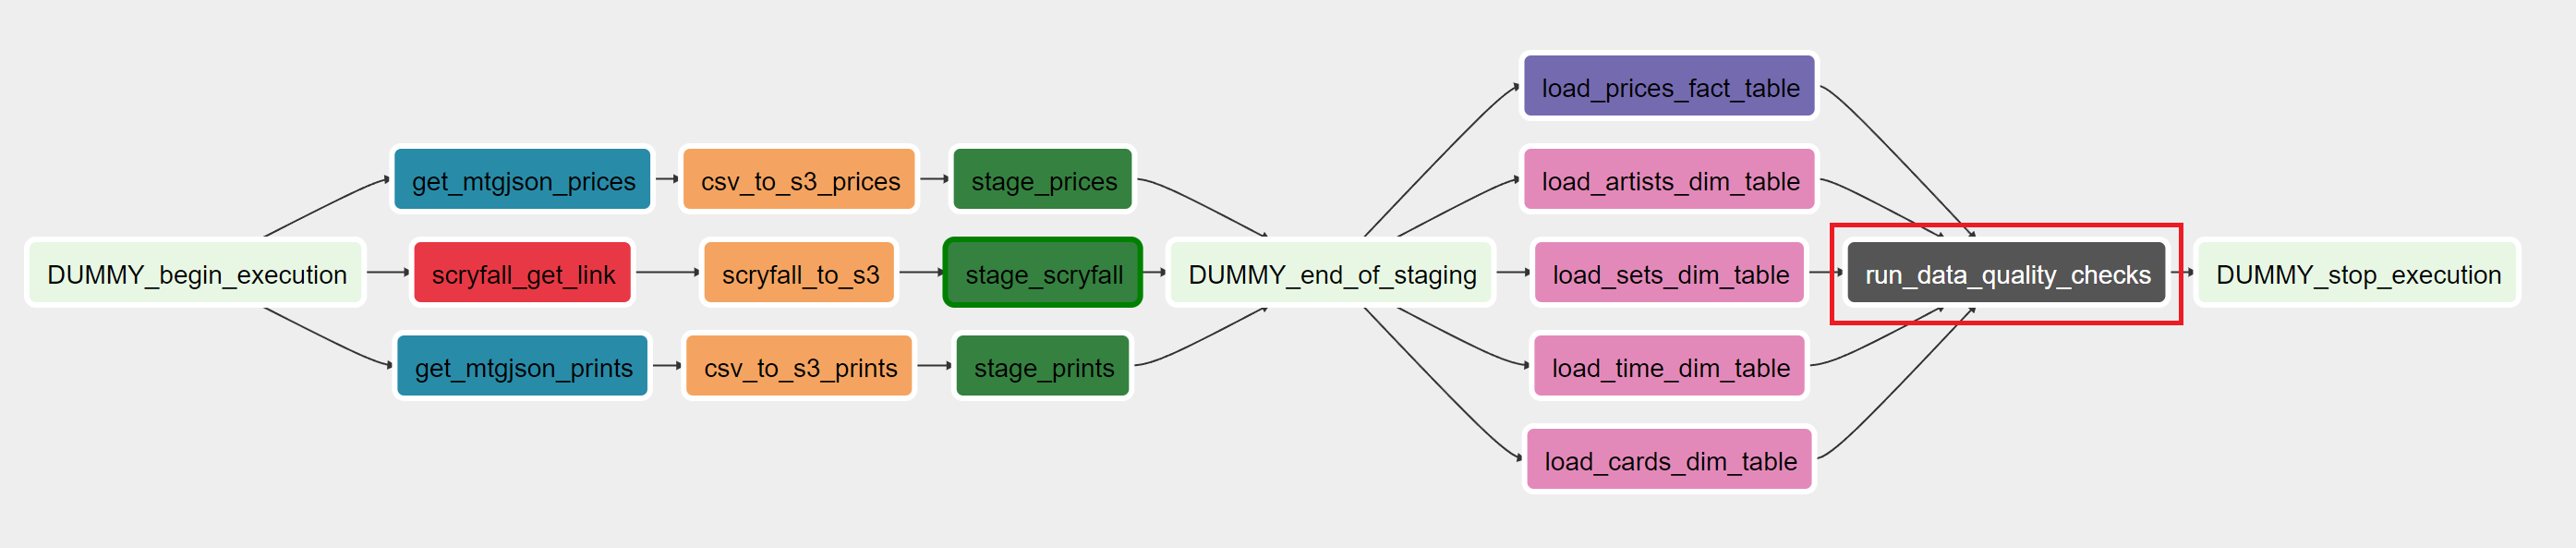 DUMMY_begin_execution
get_mtgjson_prices
csv_to_s3_prices
stage_prices
scryfall_get_link
scryfall_to_s3
stage_scryfall
get_mtgjson_prints
csv_to_s3_prints
stage_prints
DUMMY_end_of_staging
load_prices_fact_table
load_artists_dim_table
load_sets_dim_table
load_time_dim_table
load_cards_dim_table
run_data_quality_checks
DUMMY_stop_execution